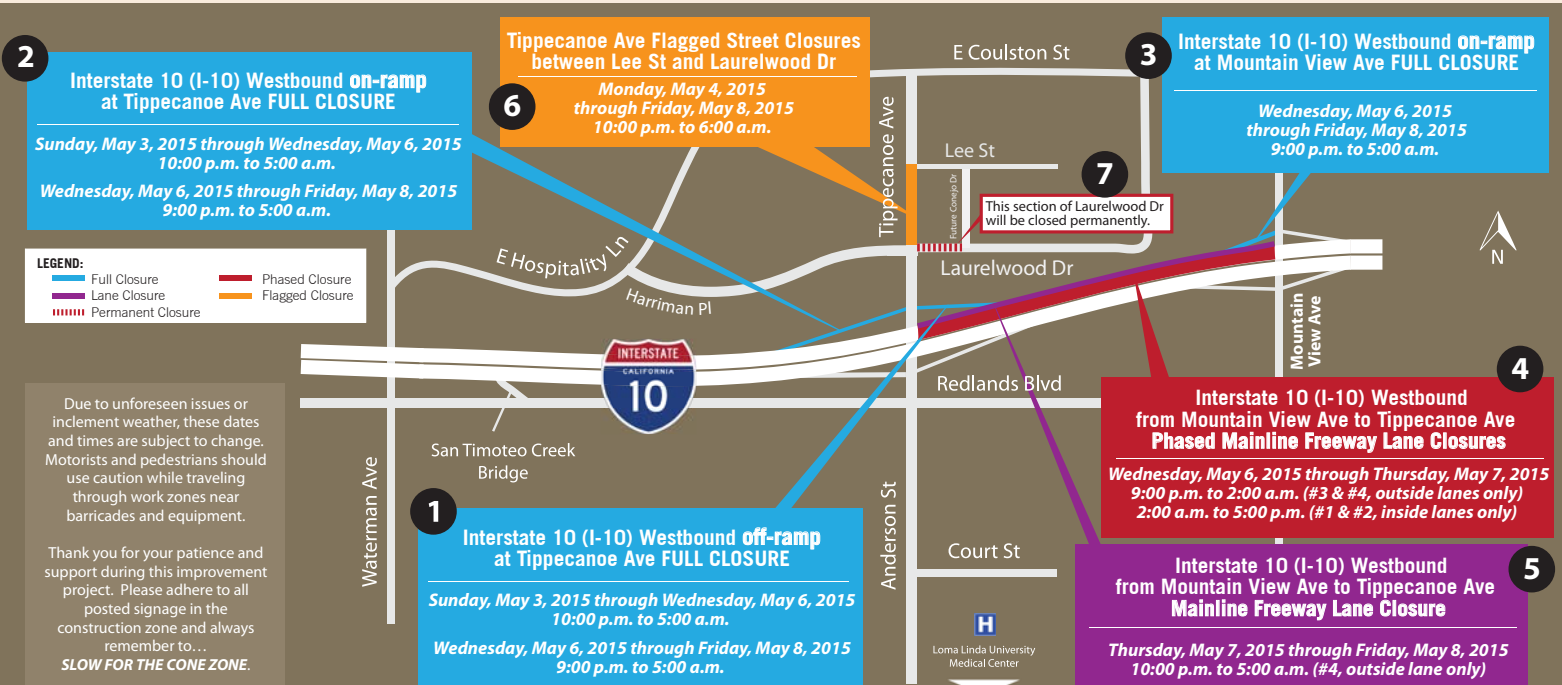 2
Interstate 10 (I-10) Westbound on-ramp
at Tippecanoe Ave FULL CLOSURE
Sunday, May 3, 2015 through Wednesday, May 6, 2015
10:00 p.m. to 5:00 a.m.
Wednesday, May 6, 2015 through Friday, May 8, 2015
9:00 p.m. to 5:00 a.m.
Tippecanoe Ave Flagged Street Closures
between Lee St and Laurelwood Dr
6
Monday, May 4, 2015
through Friday, May 8, 2015
10:00 p.m. to 6:00 a.m.
3
Interstate 10 (I-10) Westbound on-ramp
at Mountain View Ave FULL CLOSURE
Wednesday, May 6, 2015
through Friday, May 8, 2015
9:00 p.m. to 5:00 a.m.
E Coulston St
Tippecanoe Ave
Lee St
Future Conejo Dr
7
This section of Laurelwood Dr
will be closed permanently.
Laurelwood Dr
E Hospitality Ln
Harriman Pl
N
LEGEND:
Full Closure
Lane Closure
Permanent Closure
Phased Closure
Flagged Closure
INTERSTATE
CALIFORNIA
10
Mountain
View Ave
Redlands Blvd
San Timoteo Creek
Bridge
Waterman Ave
Anderson St
Court St
H
Loma Linda University
Medical Center
Due to unforeseen issues or
inclement weather, these dates
and times are subject to change.
Motorists and pedestrians should
use caution while traveling
through work zones near
barricades and equipment.
Thank you for your patience and
support during this improvement
project. Please adhere to all
posted signage in the
construction zone and always
remember to…
SLOW FOR THE CONE ZONE.
1
Interstate 10 (I-10) Westbound off-ramp
at Tippecanoe Ave FULL CLOSURE
Sunday, May 3, 2015 through Wednesday, May 6, 2015
10:00 p.m. to 5:00 a.m.
Wednesday, May 6, 2015 through Friday, May 8, 2015
9:00 p.m. to 5:00 a.m.
4
Interstate 10 (I-10) Westbound
from Mountain View Ave to Tippecanoe Ave
Phased Mainline Freeway Lane Closures
Wednesday, May 6, 2015 through Thursday, May 7, 2015
9:00 p.m. to 2:00 a.m. (#3 & #4, outside lanes only)
2:00 a.m. to 5:00 p.m. (#1 & #2, inside lanes only)
5
Interstate 10 (I-10) Westbound
from Mountain View Ave to Tippecanoe Ave
Mainline Freeway Lane Closure
Thursday, May 7, 2015 through Friday, May 8, 2015
10:00 p.m. to 5:00 a.m. (#4, outside lane only)